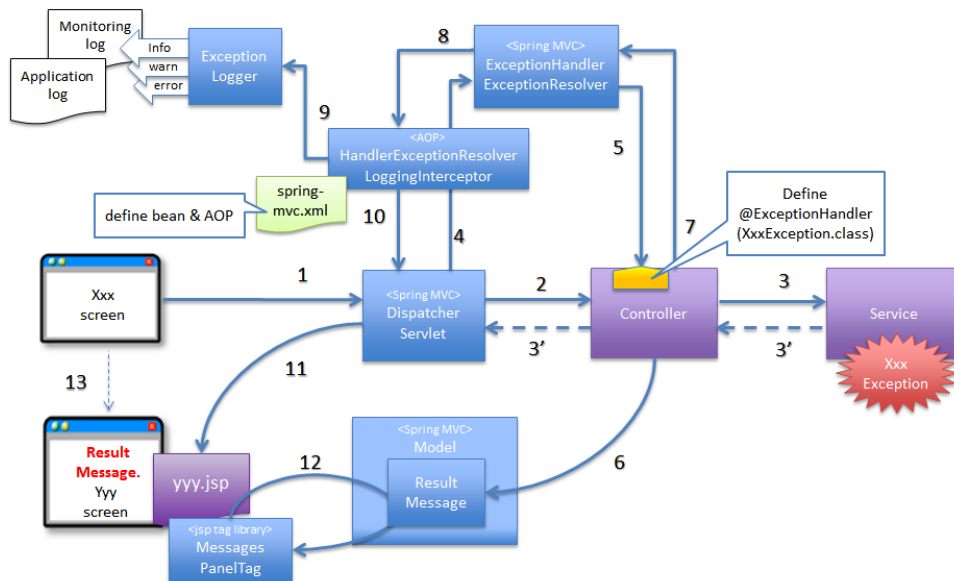 Monitoring
log
Application
log
Info
warn
error
Exception
Logger
9
8
<Spring MVC>
ExceptionHandler
ExceptionResolver
<AOP>
HandlerExceptionResolver
LoggingInterceptor
spring-
mvc.xml
define bean & AOP
10
4
5
7
Define
@ExceptionHandler
(XxxException.class)
Xxx
screen
1
<Spring MVC>
Dispatcher
Servlet
2
3’
Controller
3
3’
Service
Xxx
Exception
13
11
6
Result
Message.
Yyy
screen
yyy.jsp
<jsp tag library>
Messages
PanelTag
12
<Spring MVC>
Model
Result
Message